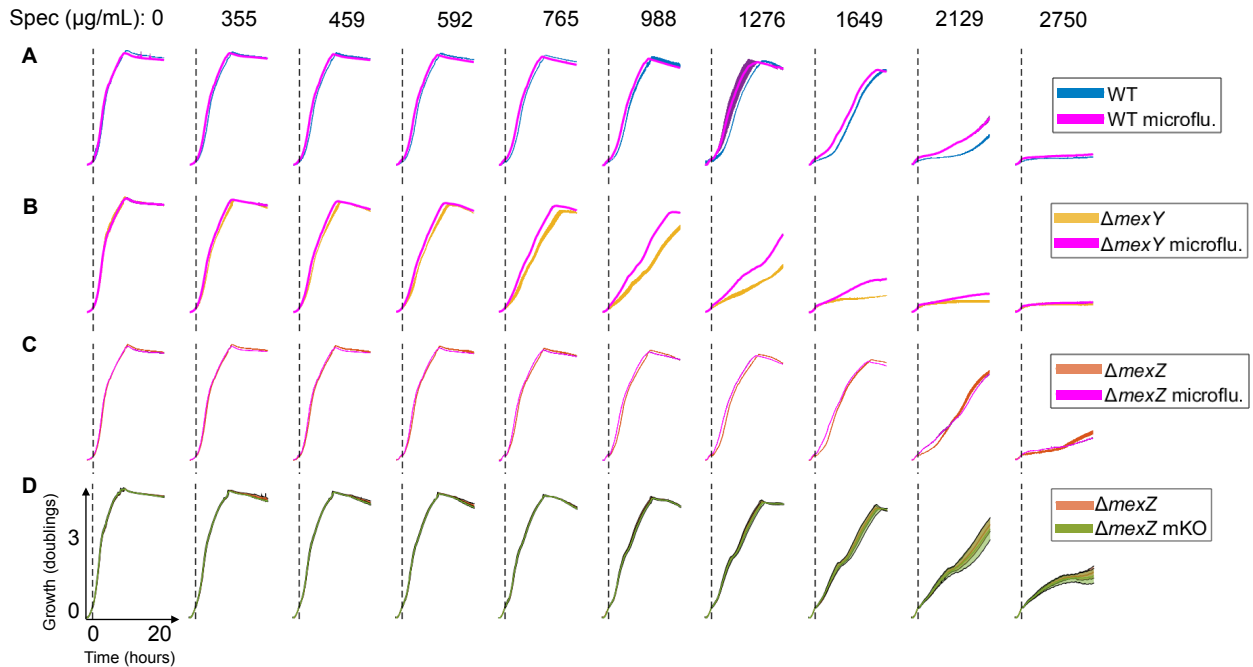 Spec (µg/mL): 0 355 459 592 765 988 1276 1649 2129 2750
A
WT
WT microflu.
B
ΔmexY
ΔmexY microflu.
C
ΔmexZ
ΔmexZ microflu.
D
ΔmexZ
ΔmexZ mKO
Growth (doublings)
3
0
0 20
Time (hours)